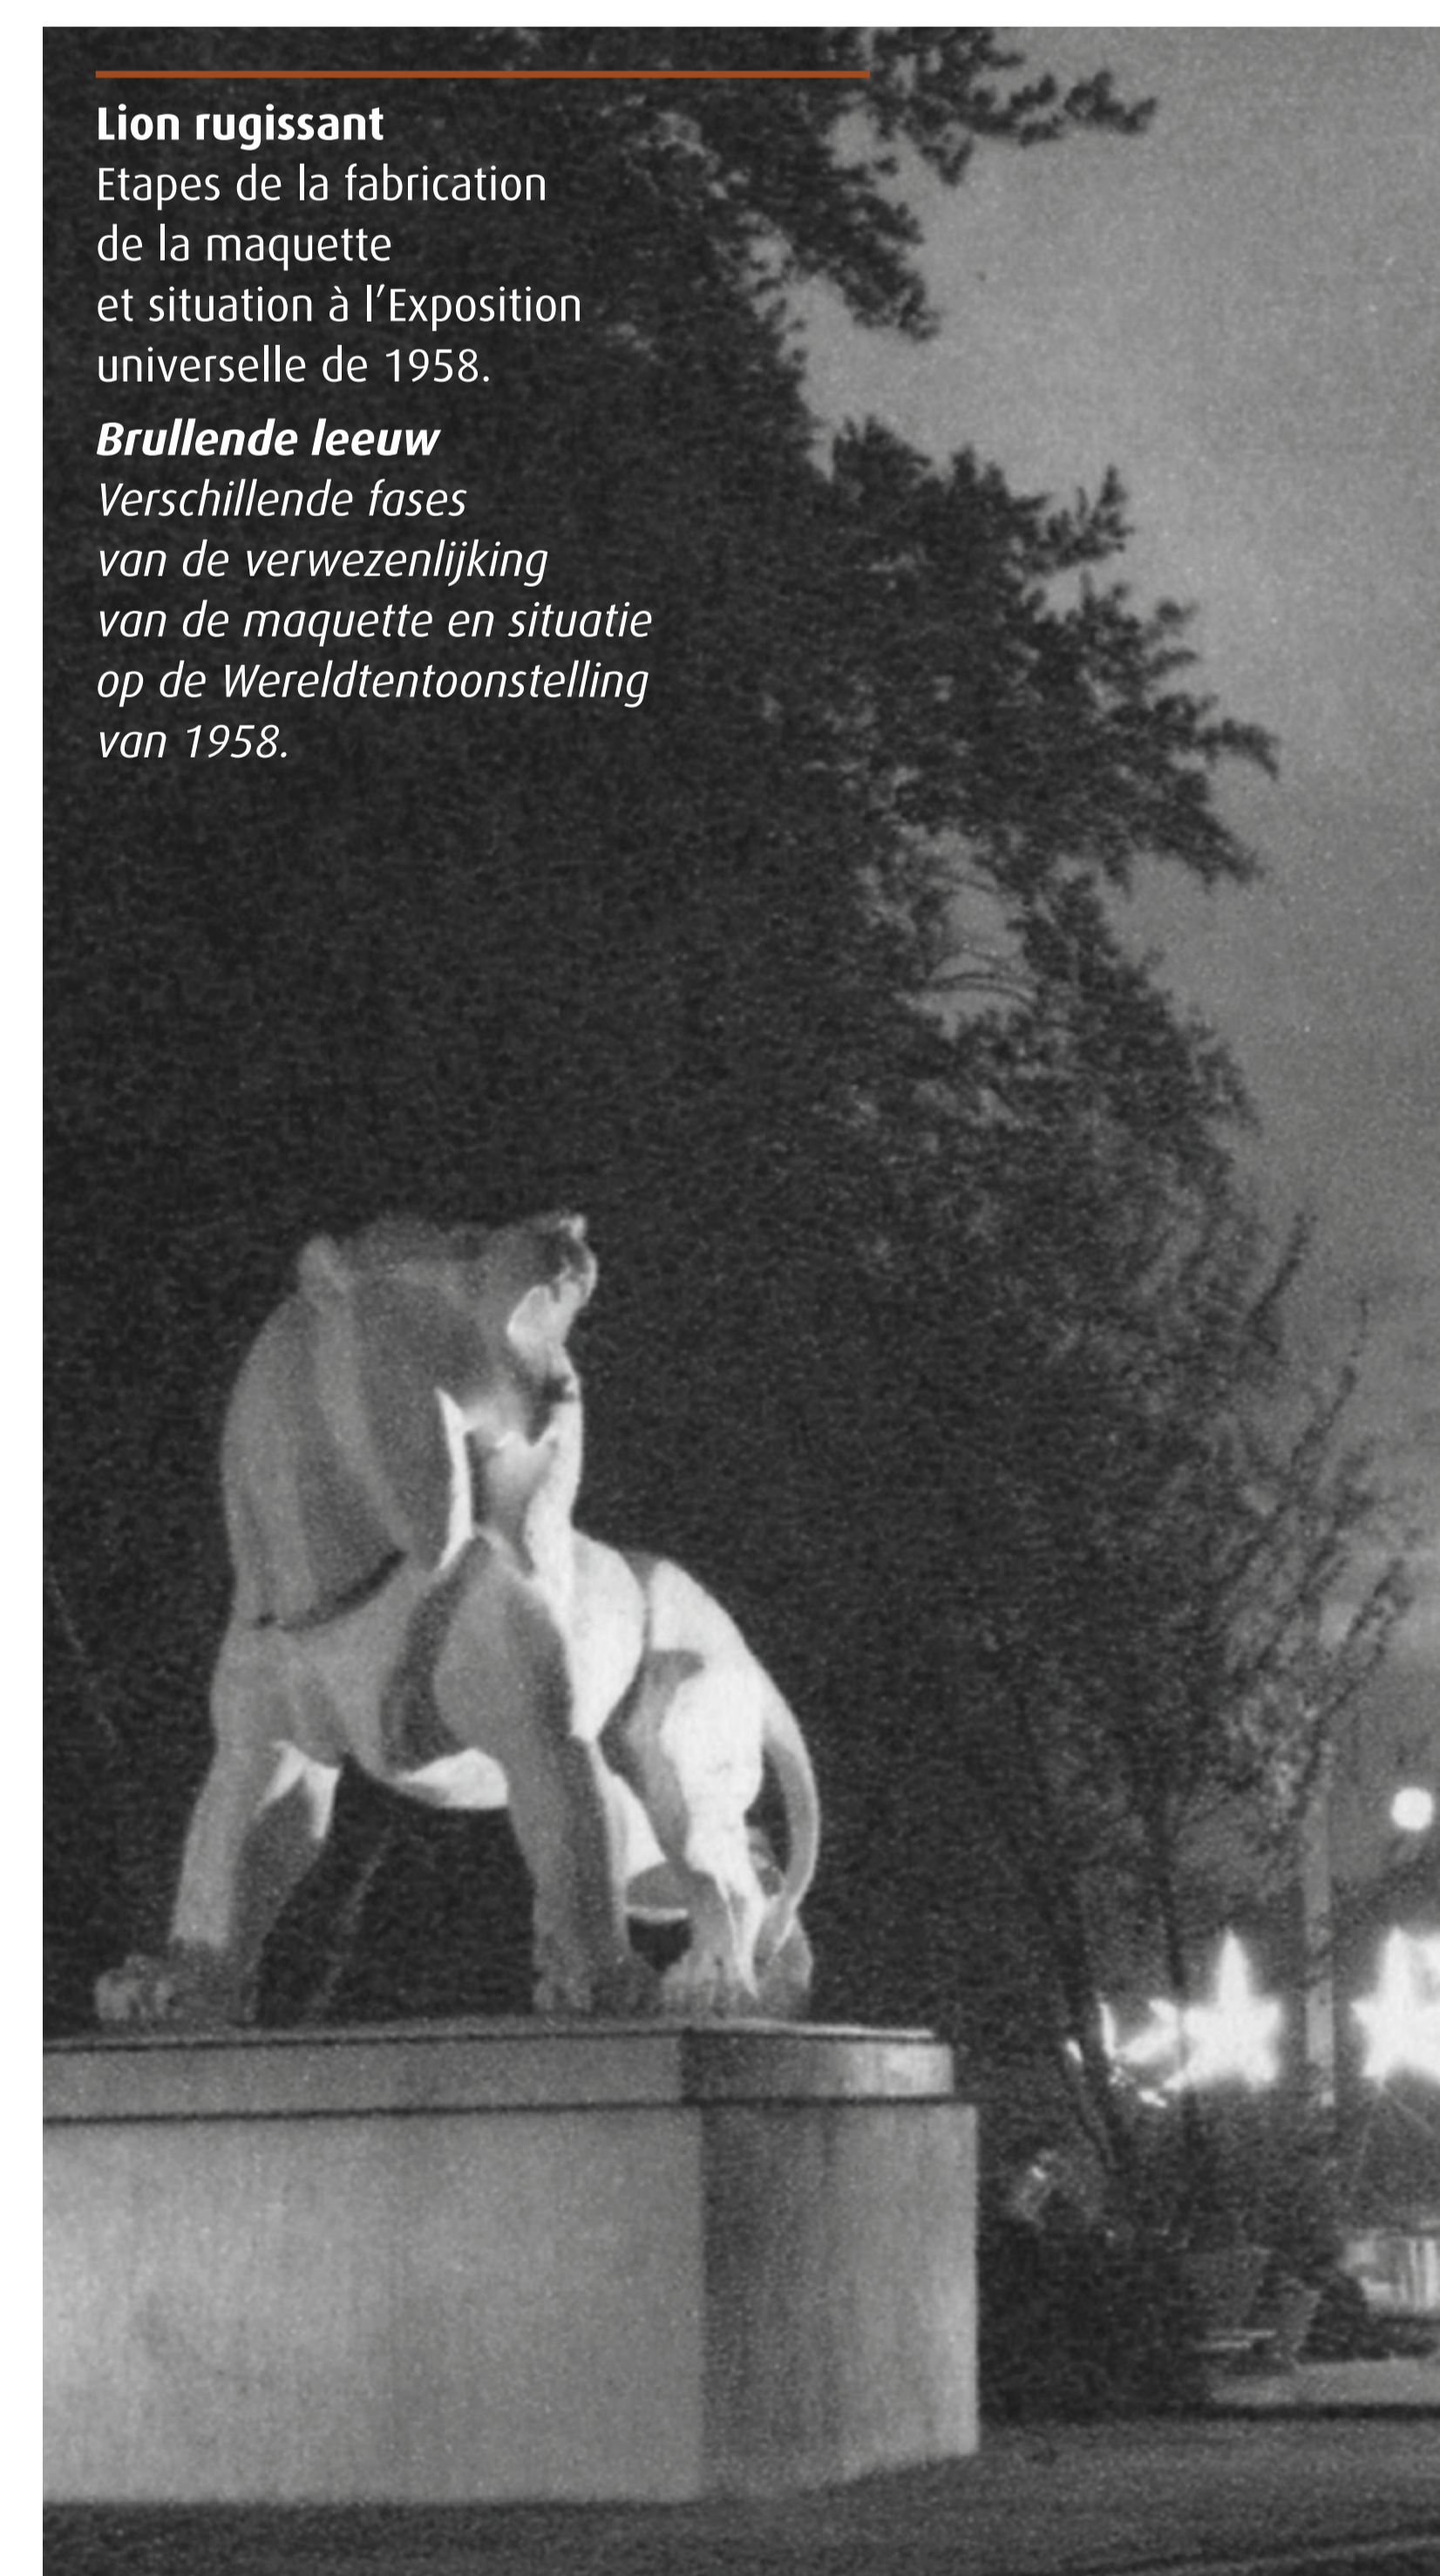 Lion rugissant
Etapes de la fabrication
de la maquette
et situation à l’Exposition
universelle de 1958.
Brullende leeuw
Verschillende fases
van de verwezenlijking
van de maquette en situatie
op de Wereldtentoonstelling
van 1958.